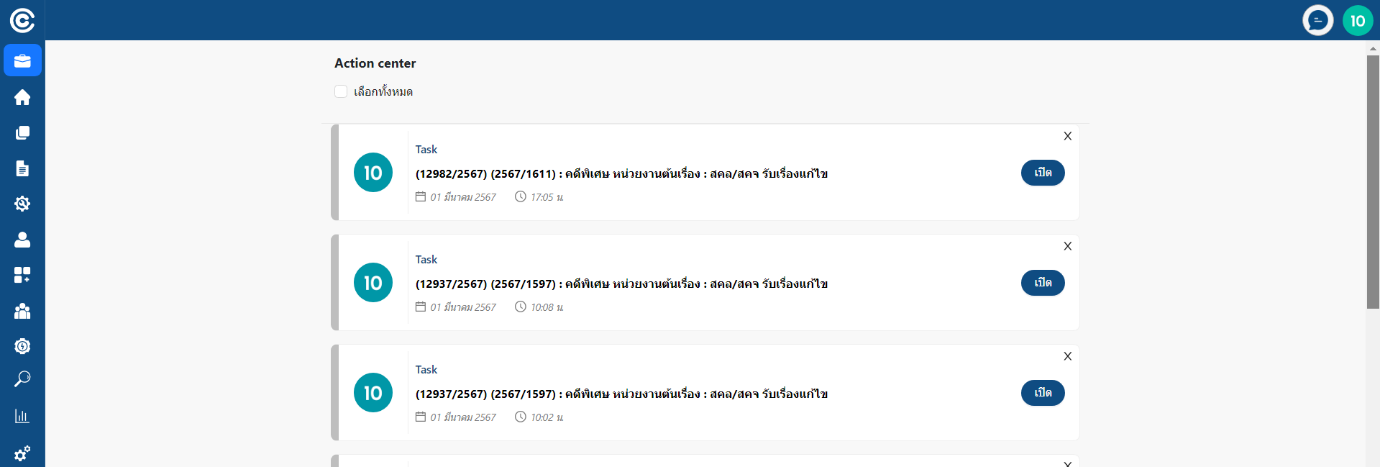 10
Action center
เลือกทั้งหมด
X
Task
10
(12982/2567) (2567/1611) : คดีพิเศษ หน่วยงานต้นเรื่อง : สคอ/สคจ รับเรื่องแก้ไข
เปิด
01 มีนาคม 2567 17:05 น
X
Task
10
(12937/2567) (2567/1597) : คดีพิเศษ หน่วยงานต้นเรื่อง : สคอ/สคจ รับเรื่องแก้ไข
เปิด
01 มีนาคม 2567 10:08 น
X
Task
10
(12937/2567) (2567/1597) : คดีพิเศษ หน่วยงานต้นเรื่อง : สคอ/สคจ รับเรื่องแก้ไข
เปิด
01 มีนาคม 2567 10:02 น
X